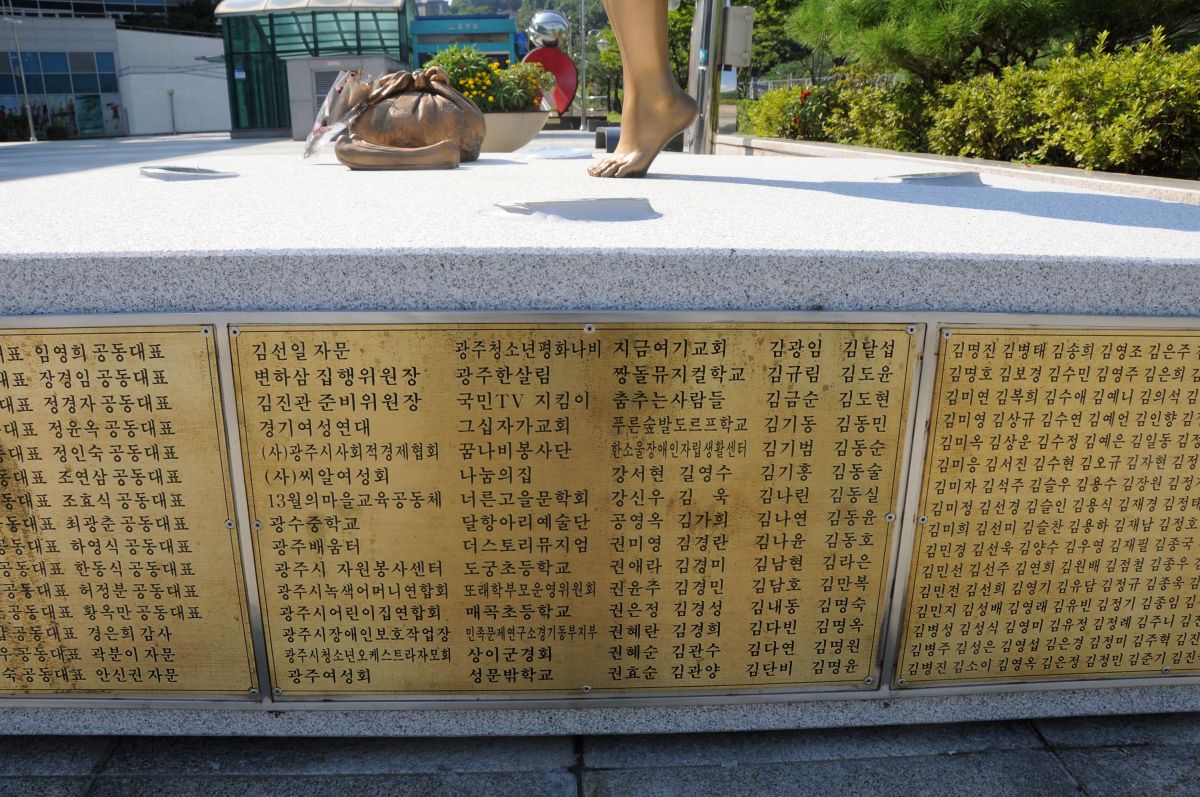 대표 임영희 공동대표
대표 장경임 공동대표
대표 정경자 공동대표
대표 정윤옥 공동대표
동대표 정인숙 공동대표
동대표 조연삼 공동대표
동대표 조효식 공동대표
동대표 최광춘 공동대표
공동대표 하영식 공동대표
공동대표 한동식 공동대표
공동대표 허정분 공동대표
공동대표 황옥만 공동대표
공동대표 경은희 감사
공동대표 곽분이 자문
숙 공동대표 안신권 자문
김선일 자문 광주청소년평화나비 지금여기교회 김광임 김탈섭
변하삼 집행위원장 광주한살림 짱돌뮤지컬학교 김규림 김도윤
김진관 준비위원장 국민TV 지킴이 춤추는사람들 김금순 김도현
경기여성연대 그십자가교회 푸른숲발도르프학교 김기동 김동민
(사)광주시사회적경제협회 꿈나비봉사단 한소울장애인자립생활센터 김기범 김동순
(사)씨알여성회 나눔의집 강서현 길영수 김기홍 김동술
13월의마을교육공동체 너른고을문학회 강신우 김 욱 김나린 김동실
광수중학교 달항아리예술단 공영옥 김가희 김나연 김동윤
광주배움터 더스토리뮤지엄 권미영 김경란 김나윤 김동호
광주시 자원봉사센터 도궁초등학교 권애라 김경미 김남현 김라은
광주시녹색어머니연합회 또래학부모운영위원회 권윤주 김경민 김담호 김만복
광주시어린이집연합회 매곡초등학교 권은정 김경성 김내동 김명숙
광주시장애인보호작업장 민족문제연구소경기동부지부 권혜란 김경희 김다빈 김명옥
광주시청소년오케스트라자모회 상이군경회 권혜순 김관수 김다연 김명원
광주여성회 성문밖학교 권효순 김관양 김단비 김명윤
김명진 김병태 김송희 김영조 김은주
김명호 김보경 김수민 김영주 김은희
김미연 김복희 김수애 김예니 김의석
김미영 김상규 김수연 김예언 김인향
김미옥 김상운 김수정 김예은 김일동
김미응 김서진 김수현 김오규 김자현
김미자 김석주 김슬우 김용수 김장원
김미정 김선경 김슬인 김용식 김재경
김미희 김선미 김슬찬 김용하 김재남 김정호
김민경 김선욱 김양수 김우영 김재필 김종국
김민선 김선주 김연희 김원배 김점철 김종우
김민전 김선희 김영기 김유담 김정규 김종욱
김민지 김성배 김영래 김유빈 김정기 김종임
김병성 김성식 김영미 김유정 김정례 김주니
김병주 김성은 김영섭 김은경 김정미 김주혁
김병진 김소이 김영옥 김은정 김정민 김준기